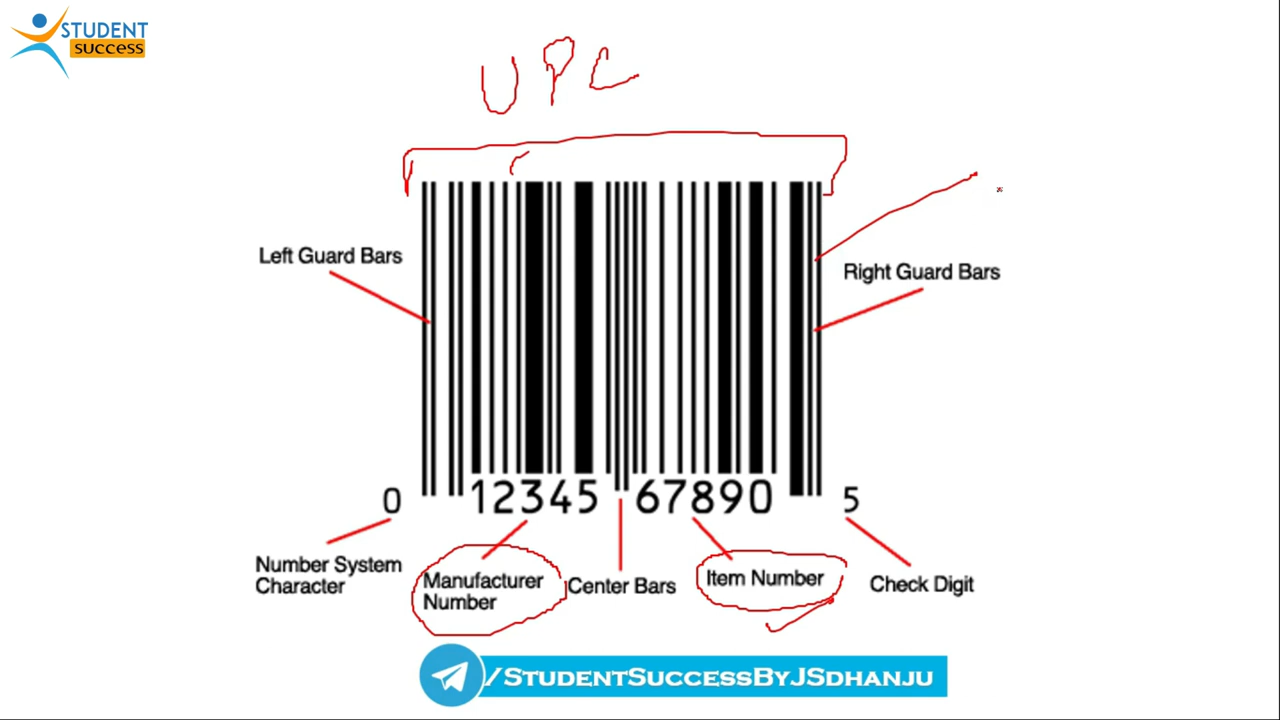 STUDENT
success
UPC
Left Guard Bars
Right Guard Bars
0 12345 67890 5
Number System
Character
Manufacturer
Number
Center Bars
Item Number
Check Digit
/STUDENTSUCCESSBYJSDHANJU